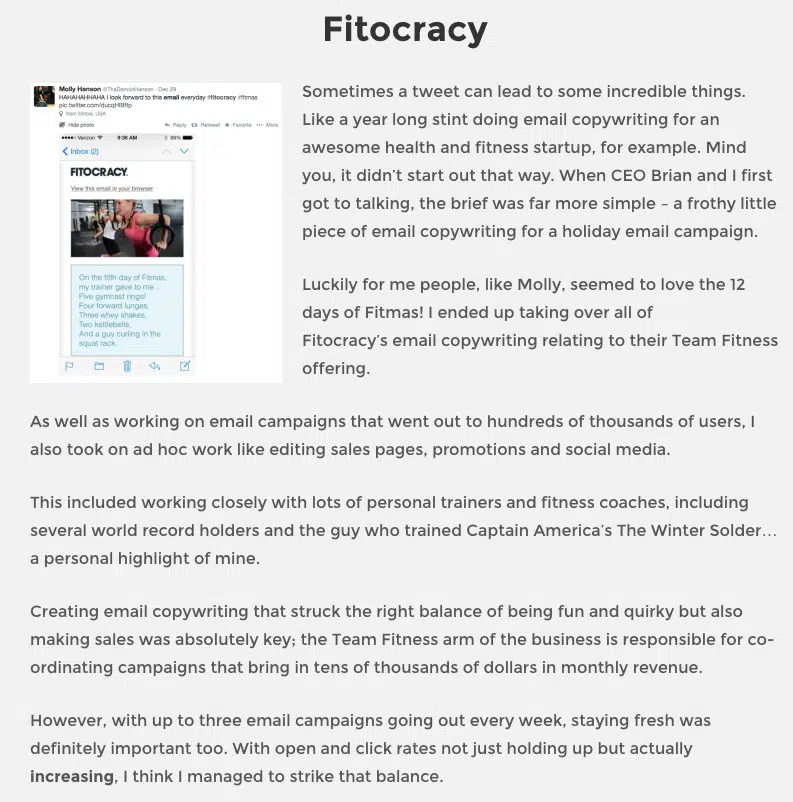 Fitocracy
Molly Hanson @ThaDancinHanson · Dec 29
HAHAHAHHAHA I look forward to this email everyday #fitocracy #fitmas
from Illinois, USA
Hide photo Reply Retweet Favorite ••• More
Verizon 9:36 AM 99%
Inbox (2)
FITOCRACY
View this email in your browser
On the fifth day of Fitmas,
my trainer gave to me...
Five gymnast rings!
Four forward lunges,
Three whey shakes,
Two kettlebells,
And a guy curling in the
squat rack.
Sometimes a tweet can lead to some incredible things.
Like a year long stint doing email copywriting for an
awesome health and fitness startup, for example. Mind
you, it didn't start out that way. When CEO Brian and I first
got to talking, the brief was far more simple – a frothy little
piece of email copywriting for a holiday email campaign.
Luckily for me people, like Molly, seemed to love the 12
days of Fitmas! I ended up taking over all of
Fitocracy's email copywriting relating to their Team Fitness
offering.
As well as working on email campaigns that went out to hundreds of thousands of users, I
also took on ad hoc work like editing sales pages, promotions and social media.
This included working closely with lots of personal trainers and fitness coaches, including
several world record holders and the guy who trained Captain America's The Winter Solder…
a personal highlight of mine.
Creating email copywriting that struck the right balance of being fun and quirky but also
making sales was absolutely key; the Team Fitness arm of the business is responsible for co-
ordinating campaigns that bring in tens of thousands of dollars in monthly revenue.
However, with up to three email campaigns going out every week, staying fresh was
definitely important too. With open and click rates not just holding up but actually
increasing, I think I managed to strike that balance.